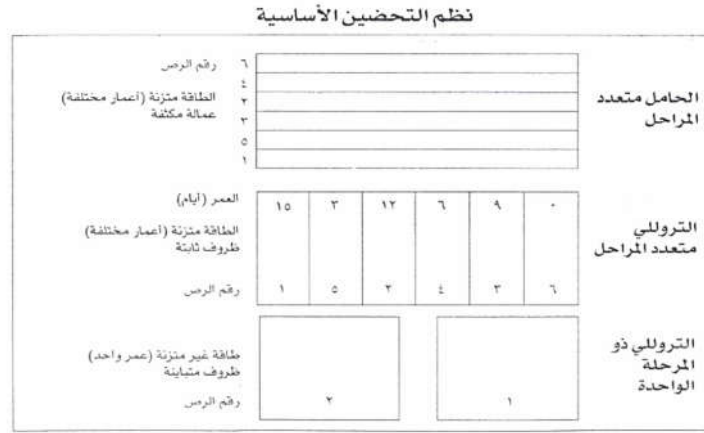 نظم التحضين الأساسية
الحامل متعدد
المراحل
٦ رقم الرص
٤
٢ الطاقة متزنة (أعمار مختلفة)
عمالة مكثفة
٣
٥
١
التروللي
متعدد المراحل
العمر (أيام)
٠ ٩ ٦ ١٢ ٣ ١٥
الطاقة متزنة (أعمار مختلفة)
ظروف ثابتة
رقم الرص
٦ ٣ ٤ ٢ ٥ ١
التروللي ذو
المرحلة
الواحدة
طاقة غير متزنة (عمر واحد)
ظروف متباينة
رقم الرص
١ ٢